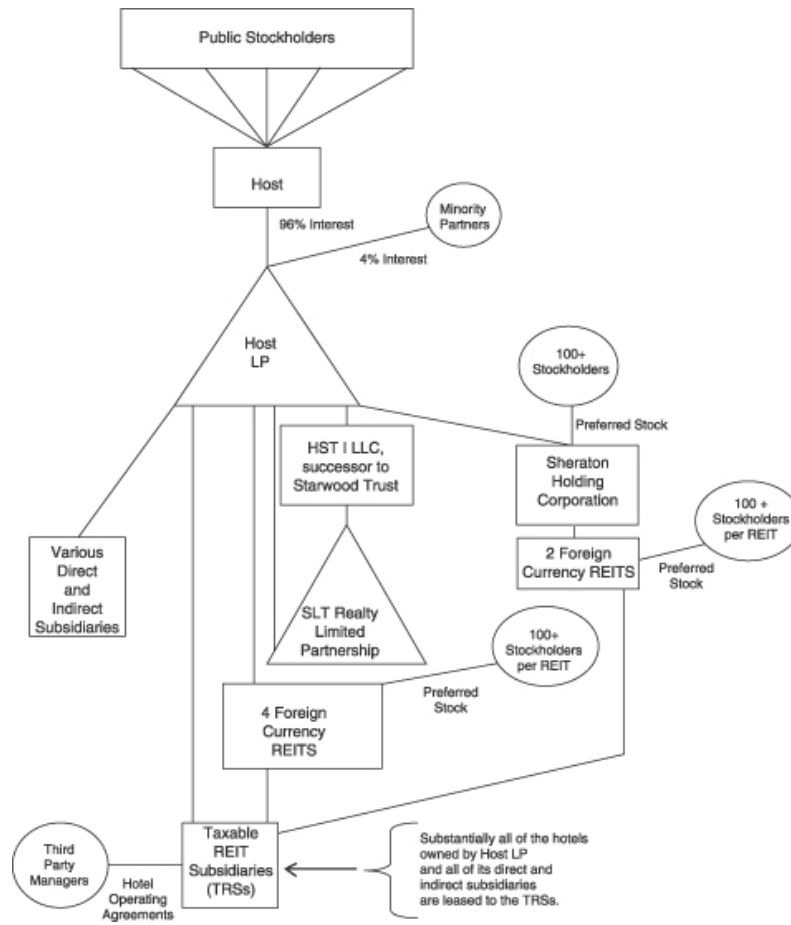 Public Stockholders
Host
96% Interest
Minority
Partners
4% Interest
Host
LP
100+
Stockholders
Preferred Stock
HST I LLC,
successor to
Starwood Trust
Sheraton
Holding
Corporation
100 +
Stockholders
per REIT
Various
Direct
and
Indirect
Subsidiaries
2 Foreign
Currency REITS
Preferred
Stock
SLT Realty
Limited
Partnership
100+
Stockholders
per REIT
Preferred
Stock
4 Foreign
Currency
REITS
Third
Party
Managers
Hotel
Operating
Agreements
Taxable
REIT
Subsidiaries
(TRSs)
Substantially all of the hotels
owned by Host LP
and all of its direct and
indirect subsidiaries
are leased to the TRSs.